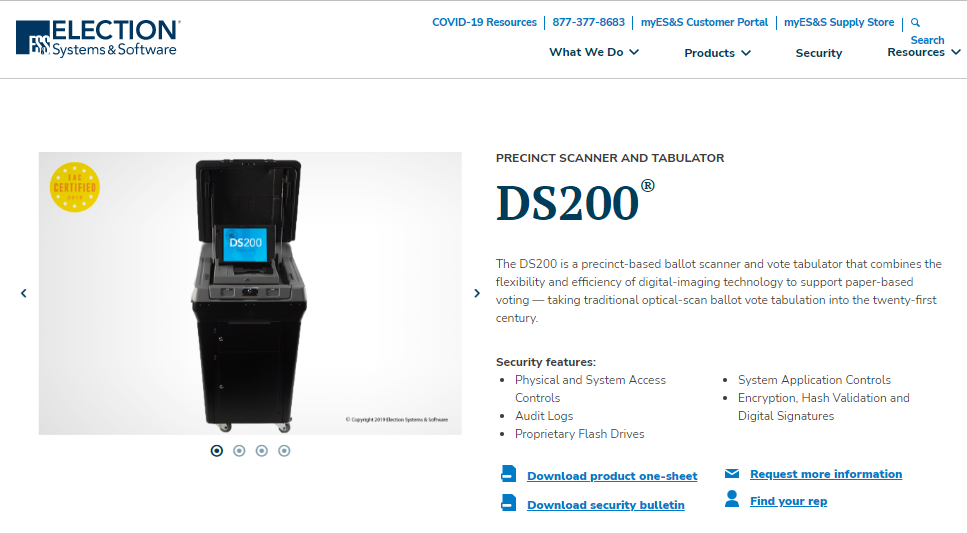 ELECTION
ESS Systems & Software
COVID-19 Resources
877-377-8683
myES&S Customer Portal
myES&S Supply Store
Search
What We Do
Products
Security
Resources
EAC
CERTIFIED
DS200
© Copyright 2019 Election Systems & Software
PRECINCT SCANNER AND TABULATOR
DS200®
The DS200 is a precinct-based ballot scanner and vote tabulator that combines the
flexibility and efficiency of digital-imaging technology to support paper-based
voting — taking traditional optical-scan ballot vote tabulation into the twenty-first
century.
Security features:
• Physical and System Access
Controls
• Audit Logs
• Proprietary Flash Drives
• System Application Controls
• Encryption, Hash Validation and
Digital Signatures
Download product one-sheet
Download security bulletin
Request more information
Find your rep